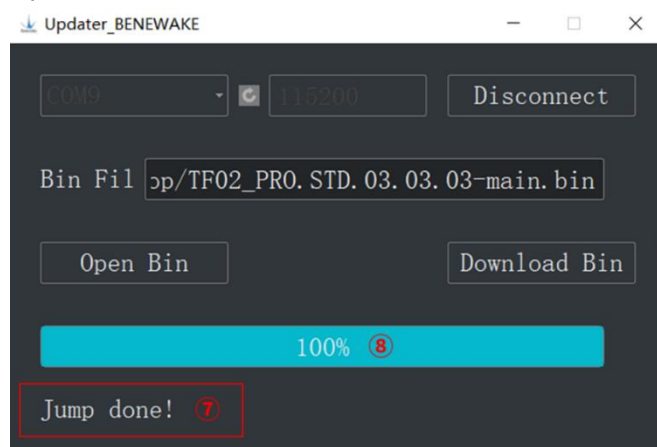 Updater_BENEWAKE
COM9 115200 Disconnect
Bin Fil op/TF02_PRO.STD.03.03.03-main.bin
Open Bin Download Bin
100% ⑧
Jump done! ⑦